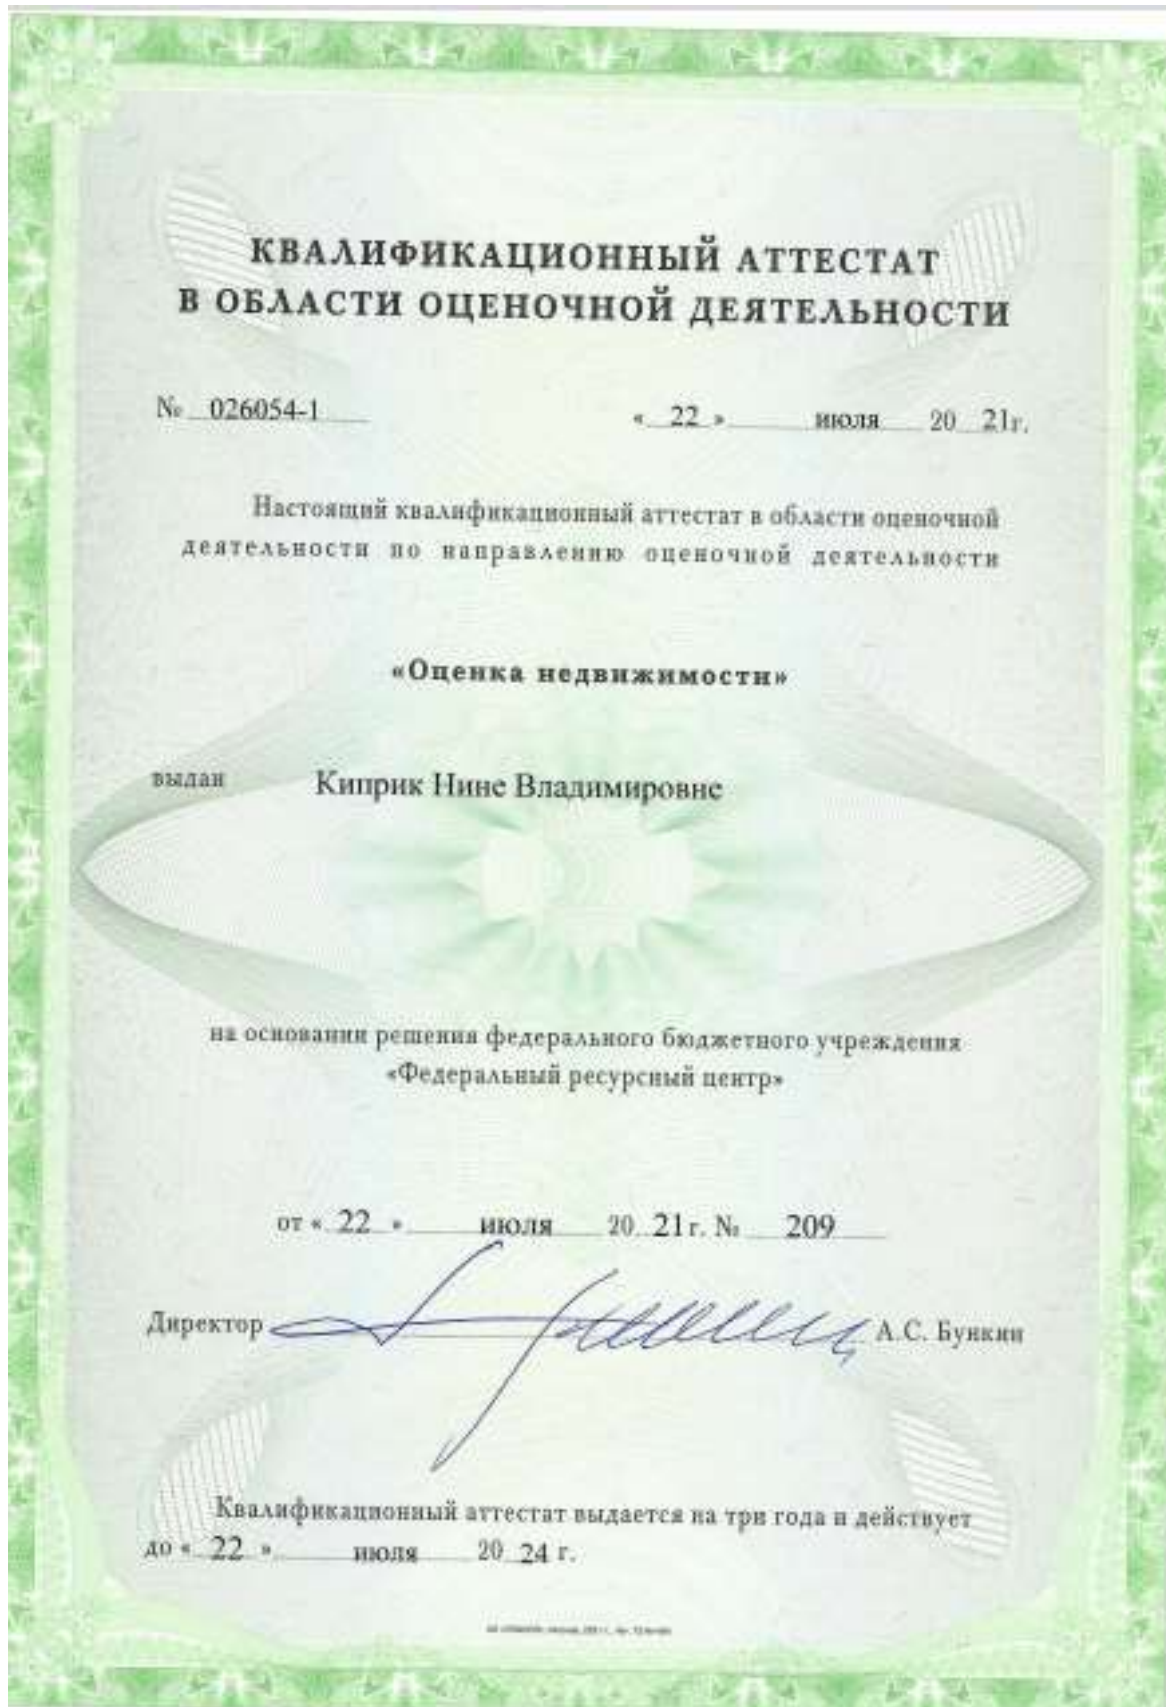 КВАЛИФИКАЦИОННЫЙ АТТЕСТАТ
В ОБЛАСТИ ОЦЕНОЧНОЙ ДЕЯТЕЛЬНОСТИ
№ 026054-1 « 22 » июля 20 21г.
Настоящий квалификационный аттестат в области оценочной
деятельности по направлению оценочной деятельности
«Оценка недвижимости»
выдан Киприк Нине Владимировне
на основании решения федерального бюджетного учреждения
«Федеральный ресурсный центр»
от « 22 » июля 20 21г. № 209
Директор А.С. Бункин
Квалификационный аттестат выдается на три года и действует
до « 22 » июля 20 24 г.